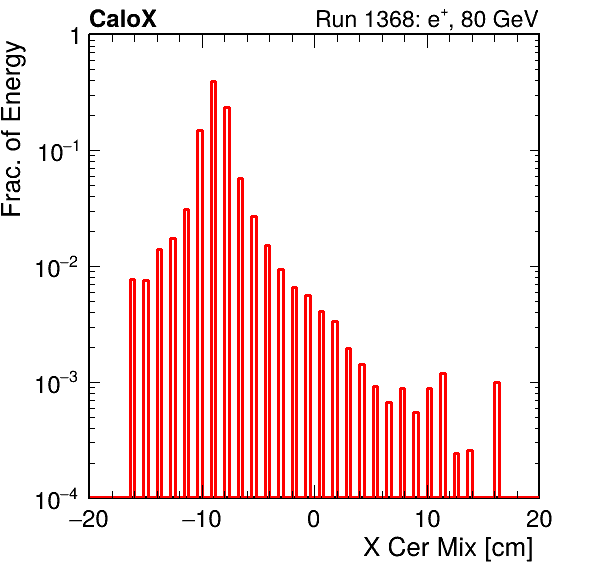 CaloX
Run 1368: e⁺, 80 GeV
Frac. of Energy
1
10⁻¹
10⁻²
10⁻³
10⁻⁴
−20
−10
0
10
20
X Cer Mix [cm]